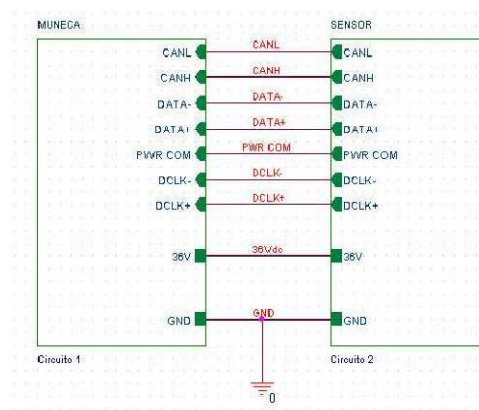 MUNECA SENSOR
CANL CANL CANL
CANH CANH CANH
DATA- DATA- DATA-
DATA+ DATA+ DATA+
PWR COM PWR COM PWR COM
DCLK- DCLK- DCLK-
DCLK+ DCLK+ DCLK+
36V 36Vdc 36V
GND GND GND
Circuito 1 Circuito 2
0